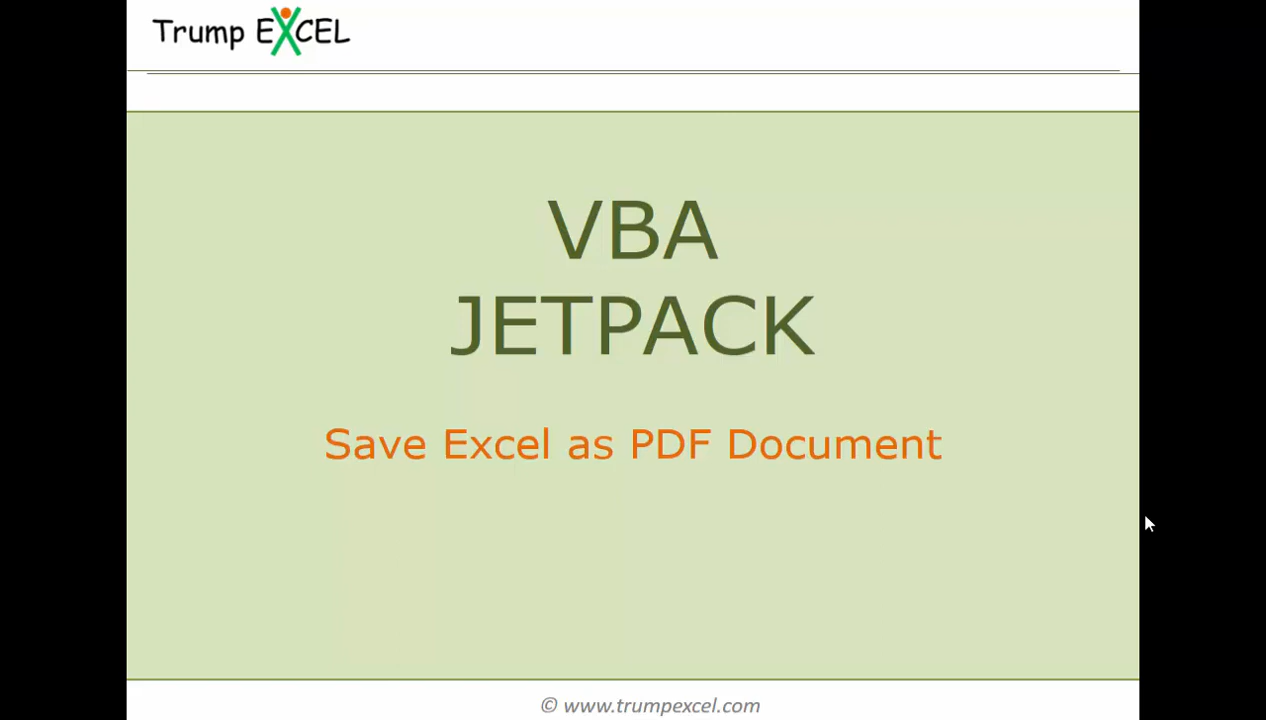 Trump EXCEL
VBA
JETPACK
Save Excel as PDF Document
© www.trumpexcel.com